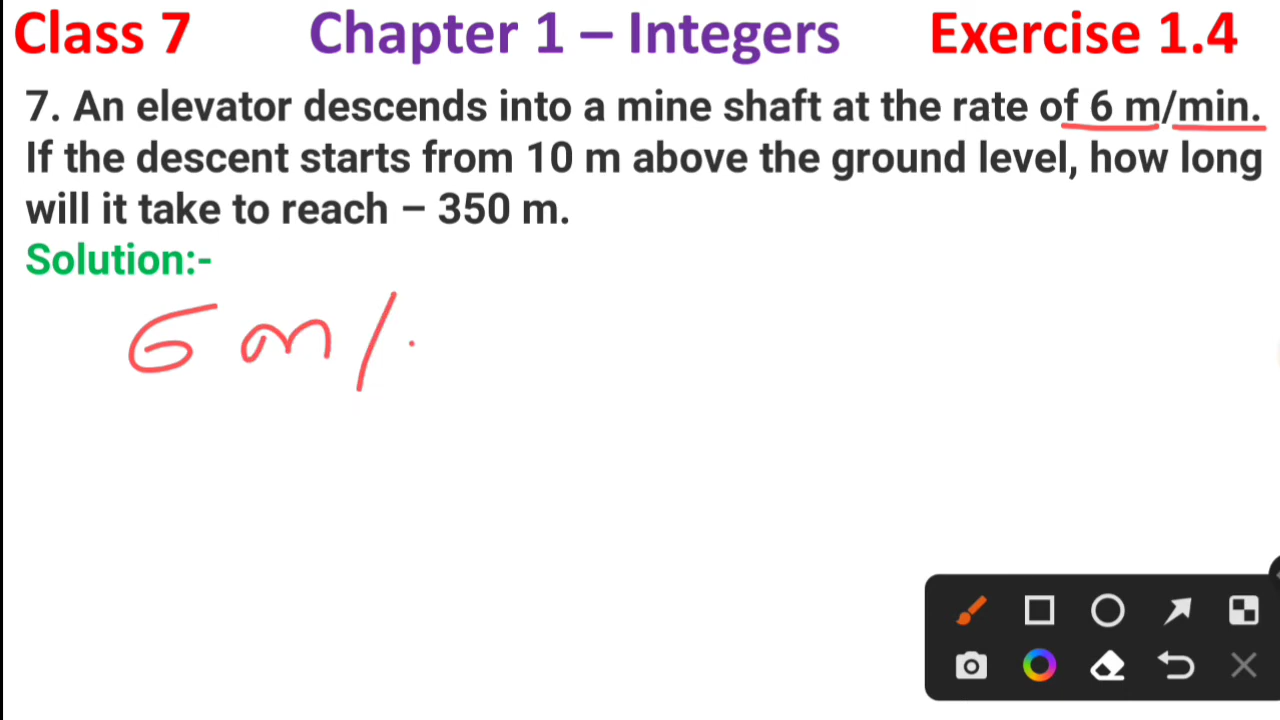 Class 7 Chapter 1 – Integers Exercise 1.4
7. An elevator descends into a mine shaft at the rate of 6 m/min.
If the descent starts from 10 m above the ground level, how long
will it take to reach – 350 m.
Solution:-
6 m/